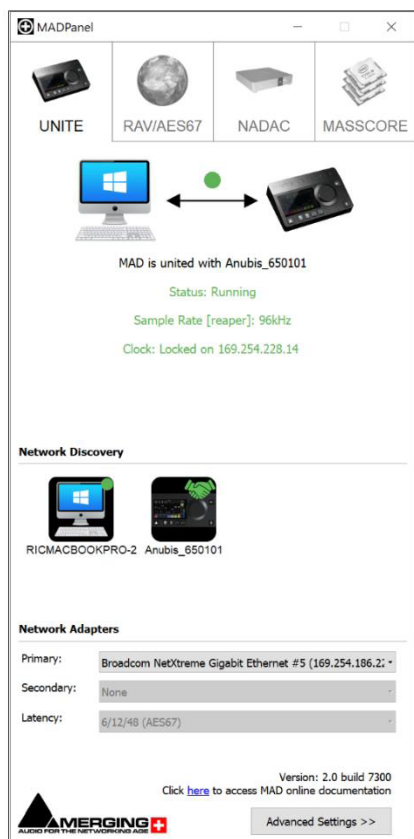 MADPanel
UNITE
RAV/AES67
NADAC
MASSCORE
MAD is united with Anubis_650101
Status: Running
Sample Rate [reaper]: 96kHz
Clock: Locked on 169.254.228.14
Network Discovery
RICMACBOOKPRO-2
Anubis_650101
Network Adapters
Primary:
Broadcom NetXtreme Gigabit Ethernet #5 (169.254.186.22
Secondary:
None
Latency:
6/12/48 (AES67)
Version: 2.0 build 7300
Click here to access MAD online documentation
MERGING
AUDIO FOR THE NETWORKING AGE
Advanced Settings >>